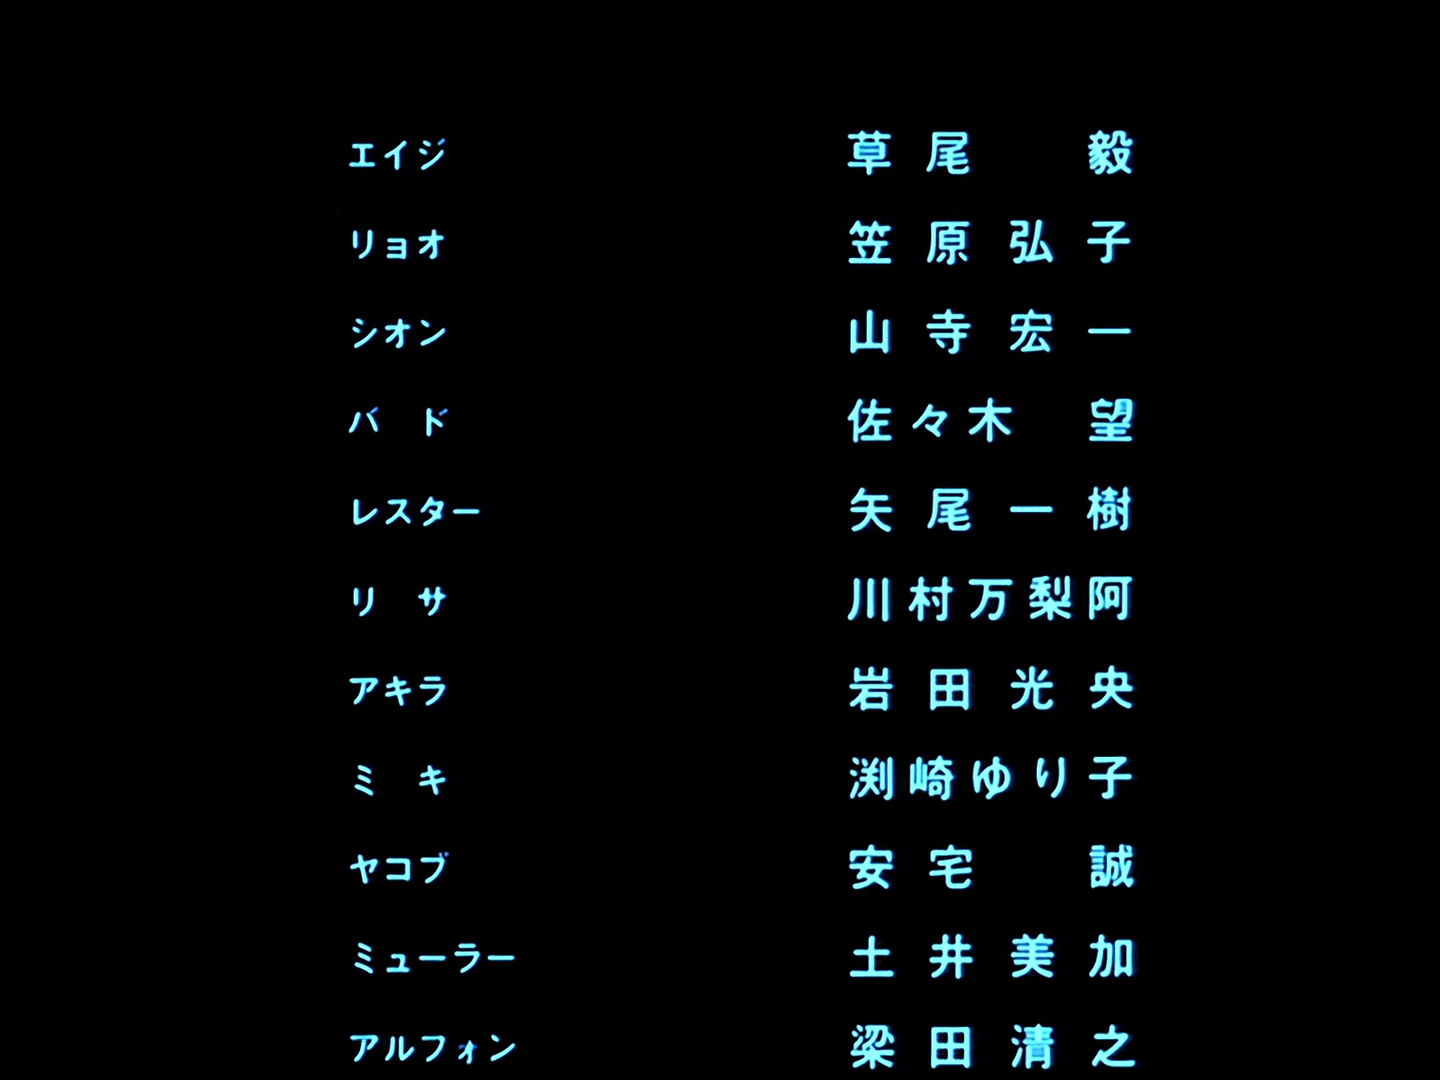 エイジ 草尾 毅
リョオ 笠原弘子
シオン 山寺宏一
バド 佐々木 望
レスター 矢尾一樹
リサ 川村万梨阿
アキラ 岩田光央
ミキ 渕崎ゆり子
ヤコブ 安宅 誠
ミューラー 土井美加
アルフォン 梁田清之